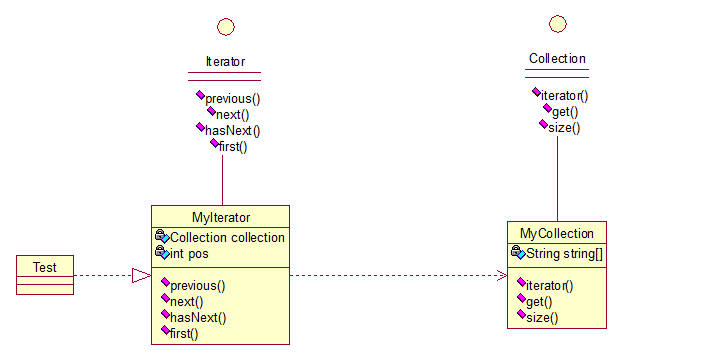 Iterator
previous()
next()
hasNext()
first()
Collection
iterator()
get()
size()
MyIterator
Collection collection
int pos
previous()
next()
hasNext()
first()
MyCollection
String string[]
iterator()
get()
size()
Test